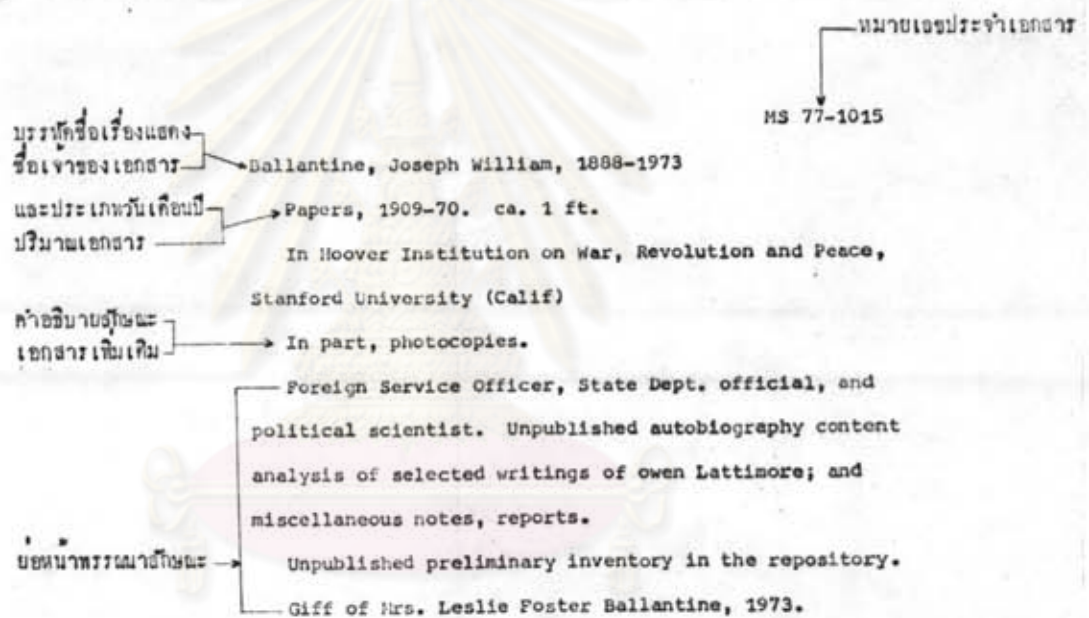 หมายเลขประจำเอกสาร
MS 77-1015
บรรทัดชื่อเรื่องแสดง
ชื่อเจ้าของเอกสาร
Ballantine, Joseph William, 1888-1973
และประเภทวันเดือนปี
Papers, 1909-70. ca. 1 ft.
ปริมาณเอกสาร
In Hoover Institution on War, Revolution and Peace,
Stanford University (Calif)
คำอธิบายลักษณะ
เอกสารเพิ่มเติม
In part, photocopies.
Foreign Service Officer, State Dept. official, and
political scientist. Unpublished autobiography content
analysis of selected writings of owen Lattimore; and
miscellaneous notes, reports.
ย่อหน้าพรรณนาลักษณะ
Unpublished preliminary inventory in the repository.
Giff of Mrs. Leslie Foster Ballantine, 1973.